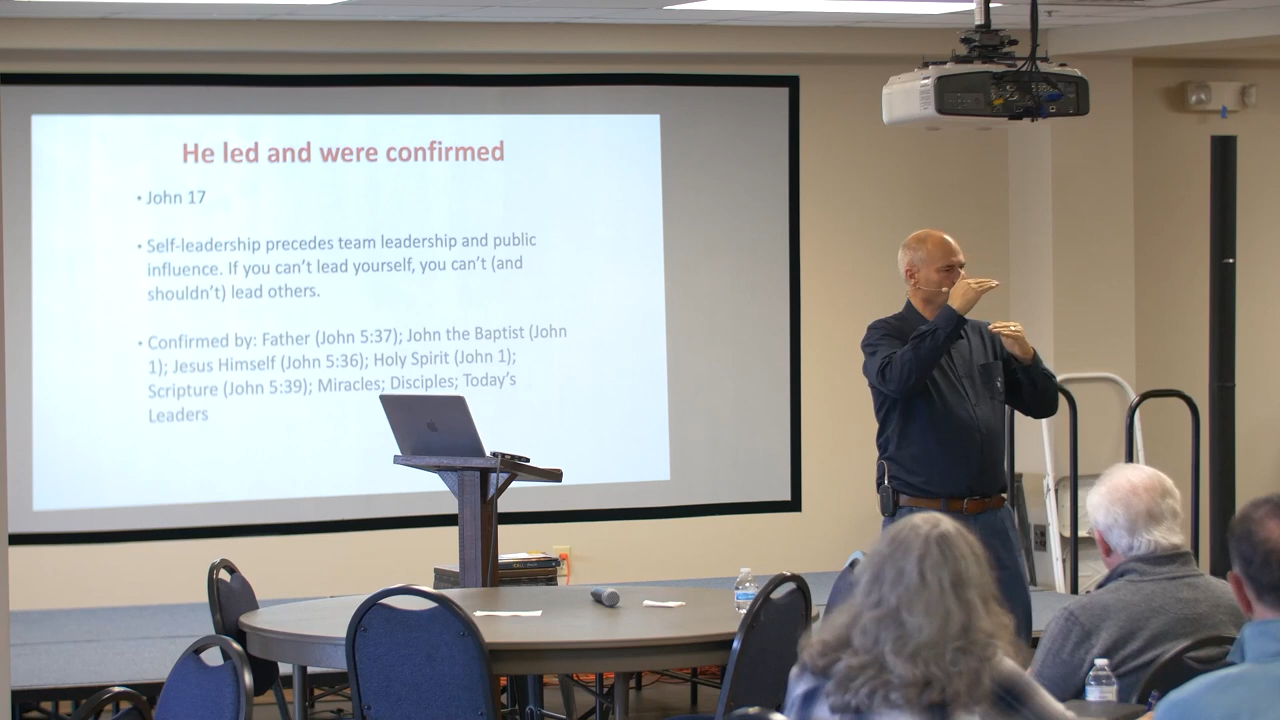 He led and were confirmed
• John 17
• Self-leadership precedes team leadership and public
influence. If you can't lead yourself, you can't (and
shouldn't) lead others.
• Confirmed by: Father (John 5:37); John the Baptist (John
1); Jesus Himself (John 5:36); Holy Spirit (John 1);
Scripture (John 5:39); Miracles; Disciples; Today's
Leaders